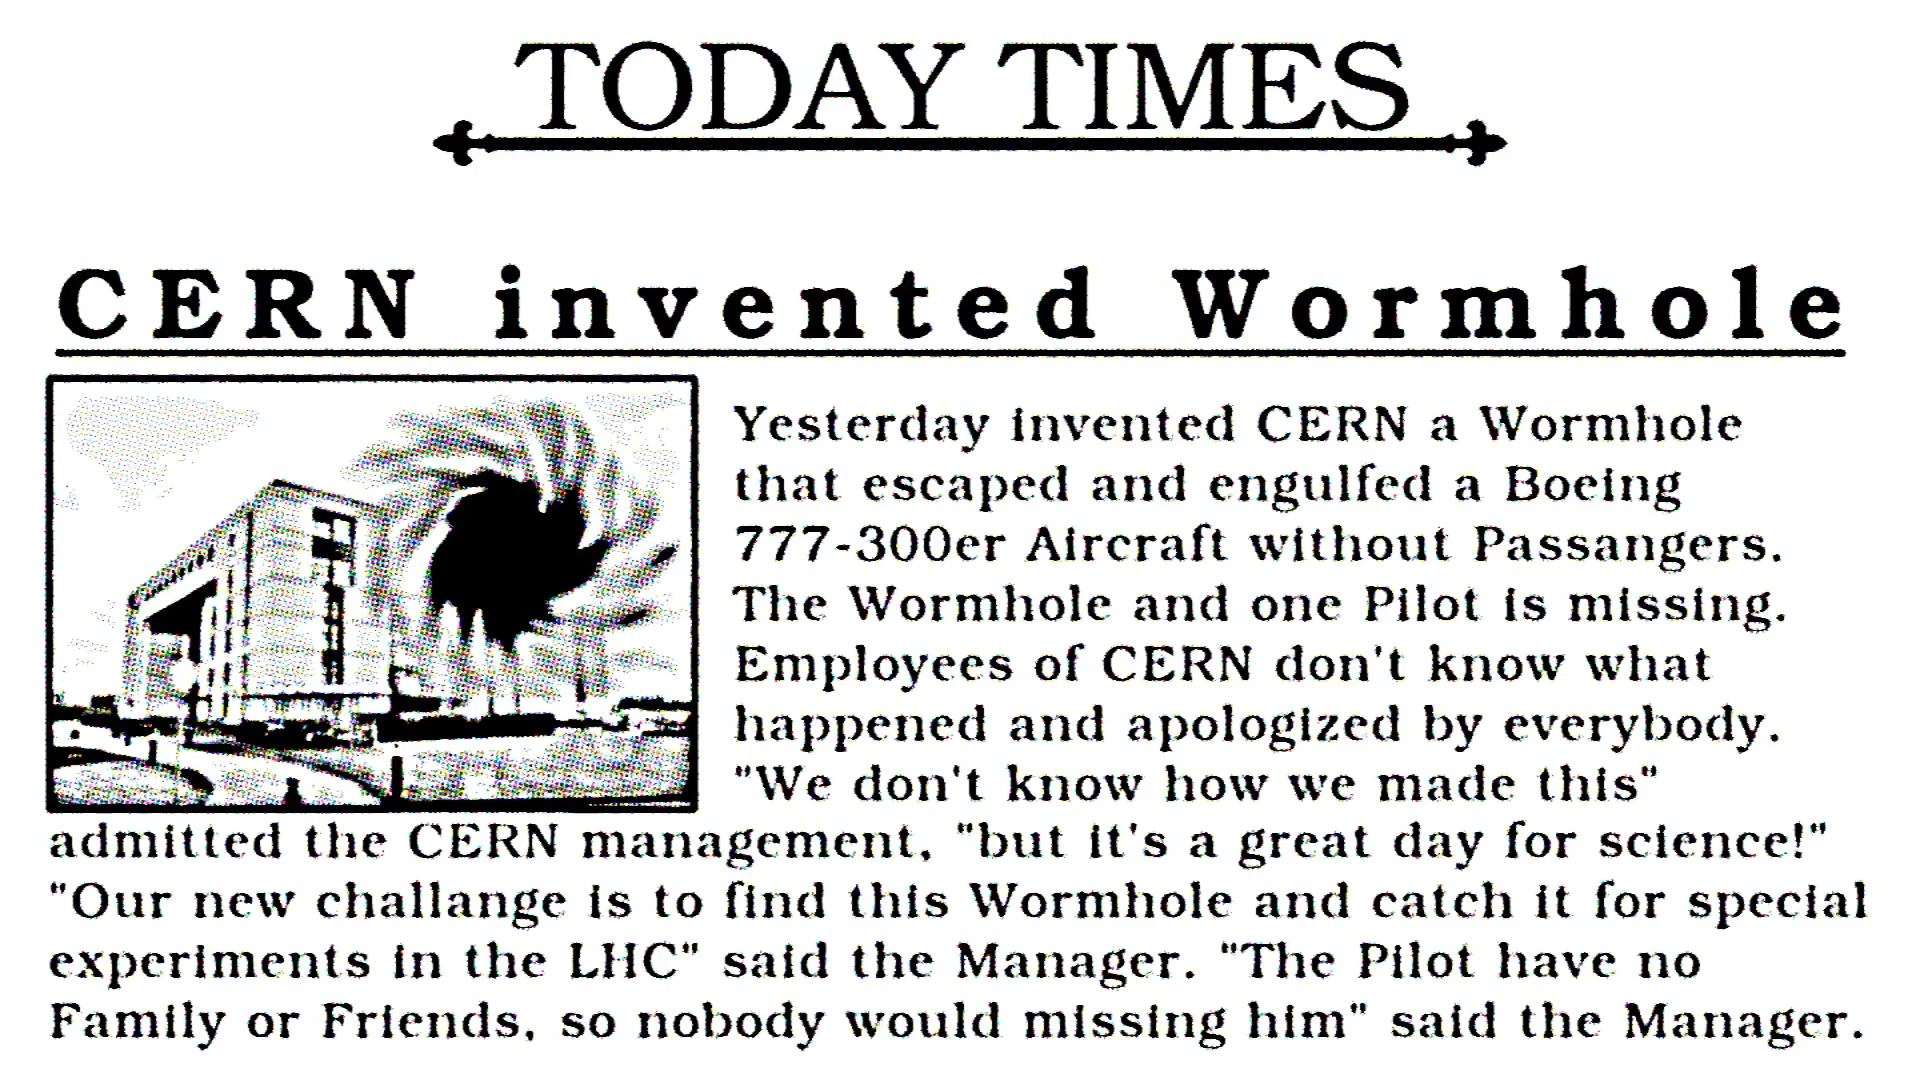 TODAY TIMES
CERN invented Wormhole
Yesterday invented CERN a Wormhole
that escaped and engulfed a Boeing
777-300er Aircraft without Passangers.
The Wormhole and one Pilot is missing.
Employees of CERN don't know what
happened and apologized by everybody.
"We don't know how we made this"
admitted the CERN management, "but it's a great day for science!"
"Our new challange is to find this Wormhole and catch it for special
experiments in the LHC" said the Manager. "The Pilot have no
Family or Friends, so nobody would missing him" said the Manager.